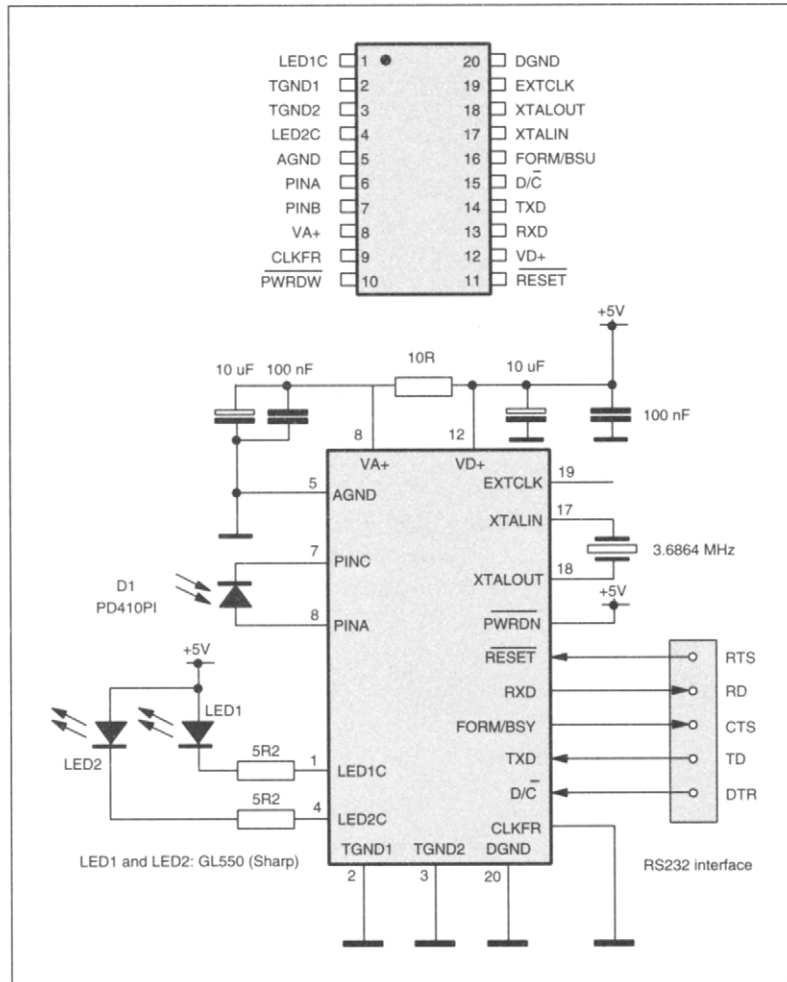 LED1C 1 20 DGND
TGND1 2 19 EXTCLK
TGND2 3 18 XTALOUT
LED2C 4 17 XTALIN
AGND 5 16 FORM/BSU
PINA 6 15 D/C̅
PINB 7 14 TXD
VA+ 8 13 RXD
CLKFR 9 12 VD+
P̅W̅R̅D̅W̅ 10 11 R̅E̅S̅E̅T̅
+5V
10 uF 100 nF 10R 10 uF
100 nF
8 12
VA+ VD+
5 AGND
EXTCLK 19
XTALIN 17
3.6864 MHz
XTALOUT 18
7 PINC
D1
PD410PI
8 PINA
+5V
P̅W̅R̅D̅N̅
R̅E̅S̅E̅T̅ RTS
RXD RD
FORM/BSY CTS
TXD TD
D/C̅ DTR
CLKFR
+5V
LED1
LED2
5R2 1 LED1C
5R2 4 LED2C
TGND1 TGND2 DGND
2 3 20
LED1 and LED2: GL550 (Sharp)
RS232 interface